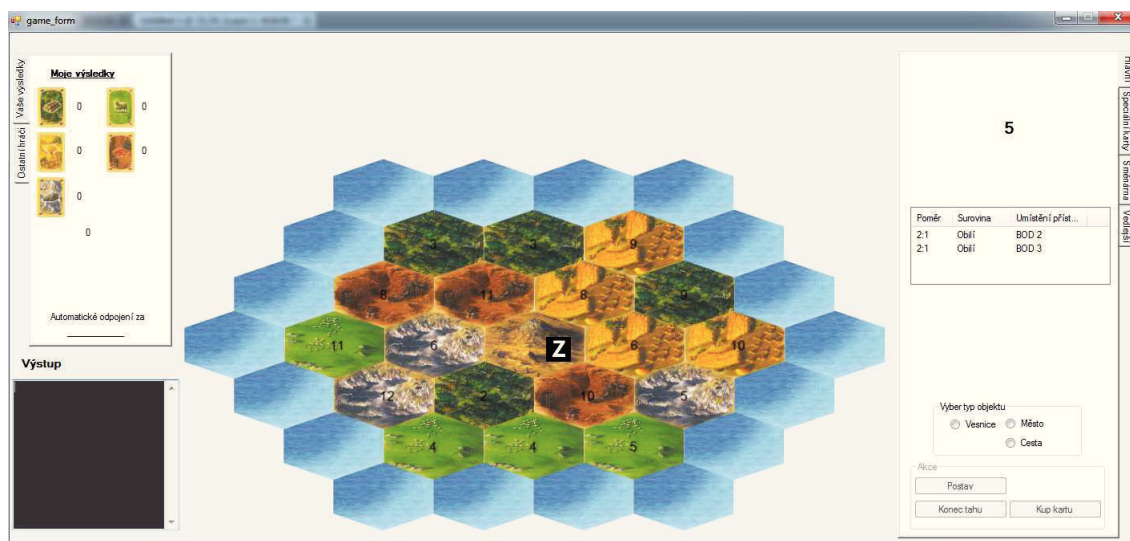 game_form
Vaše výsledky
Ostatní hráči
Moje výsledky
0 0
0 0
0
0
Automatické odpojení za
Výstup
3 3 9
8 11 8 9
11 6 Z 6 10
12 2 10 5
4 4 5
Hlavní
Speciální karty
Směnárna
Vedlejší
5
Poměr Surovina Umístění příst...
2:1 Obilí BOD 2
2:1 Obilí BOD 3
Vyber typ objektu
Vesnice Město
Cesta
Akce
Postav
Konec tahu Kup kartu